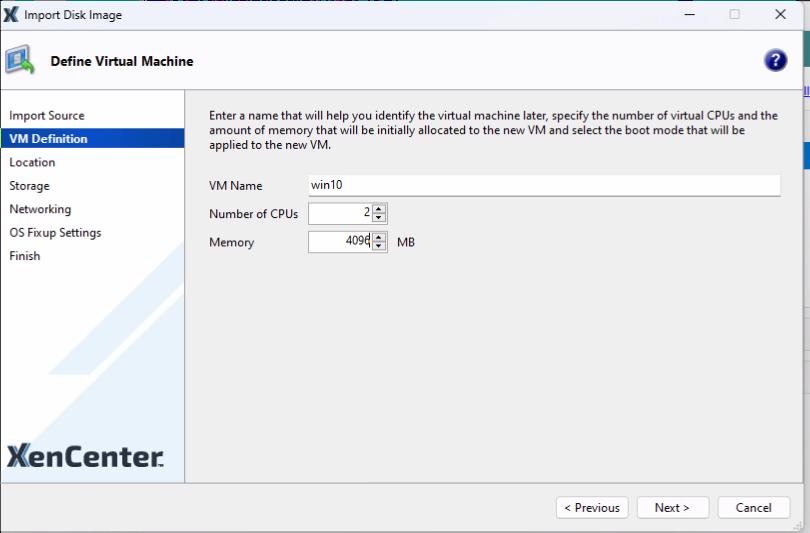 Import Disk Image
Define Virtual Machine
?
Import Source
VM Definition
Location
Storage
Networking
OS Fixup Settings
Finish
Enter a name that will help you identify the virtual machine later, specify the number of virtual CPUs and the
amount of memory that will be initially allocated to the new VM and select the boot mode that will be
applied to the new VM.
VM Name win10
Number of CPUs 2
Memory 4096 MB
XenCenter™
< Previous Next > Cancel